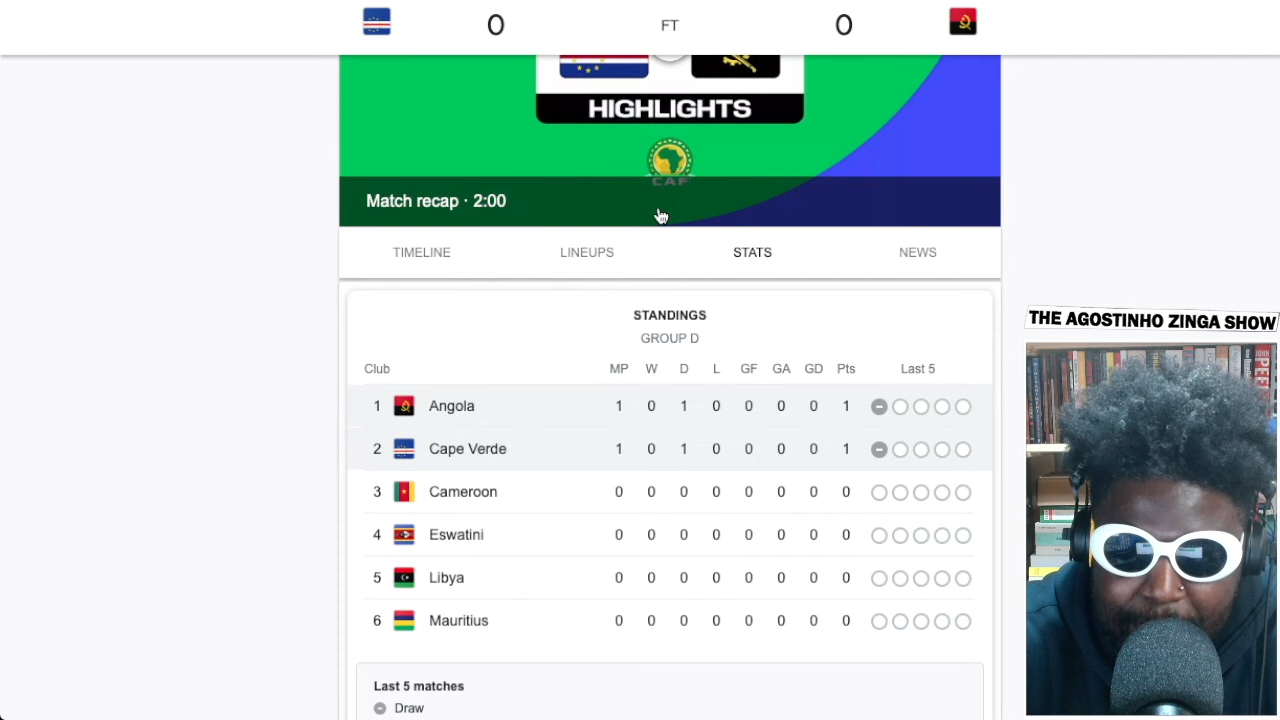 0 FT 0
HIGHLIGHTS
CAF
Match recap · 2:00
TIMELINE LINEUPS STATS NEWS
STANDINGS
GROUP D
Club MP W D L GF GA GD Pts Last 5
1 Angola 1 0 1 0 0 0 0 1
2 Cape Verde 1 0 1 0 0 0 0 1
3 Cameroon 0 0 0 0 0 0 0 0
4 Eswatini 0 0 0 0 0 0 0 0
5 Libya 0 0 0 0 0 0 0 0
6 Mauritius 0 0 0 0 0 0 0 0
Last 5 matches
Draw
THE AGOSTINHO ZINGA SHOW